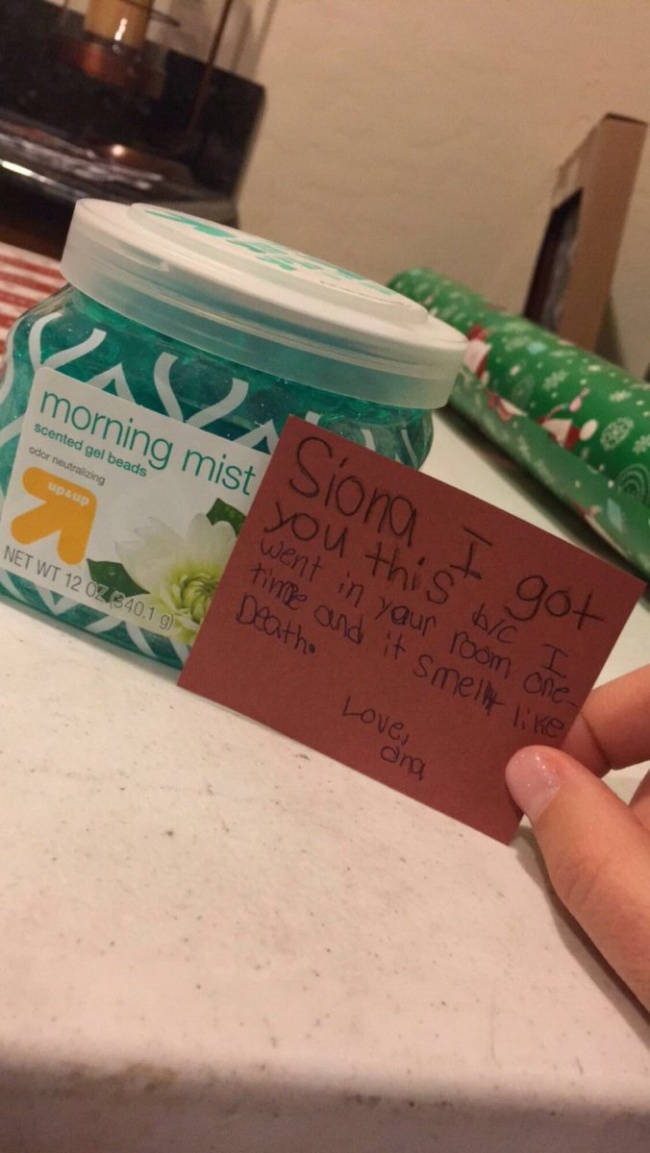 morning mist
scented gel beads
odor neutralizing
up&up
NET WT 12 OZ (340.1 g)
Siona I got
you this b/c I
went in your room one-
time and it smellt like
Death.
Love,
ana